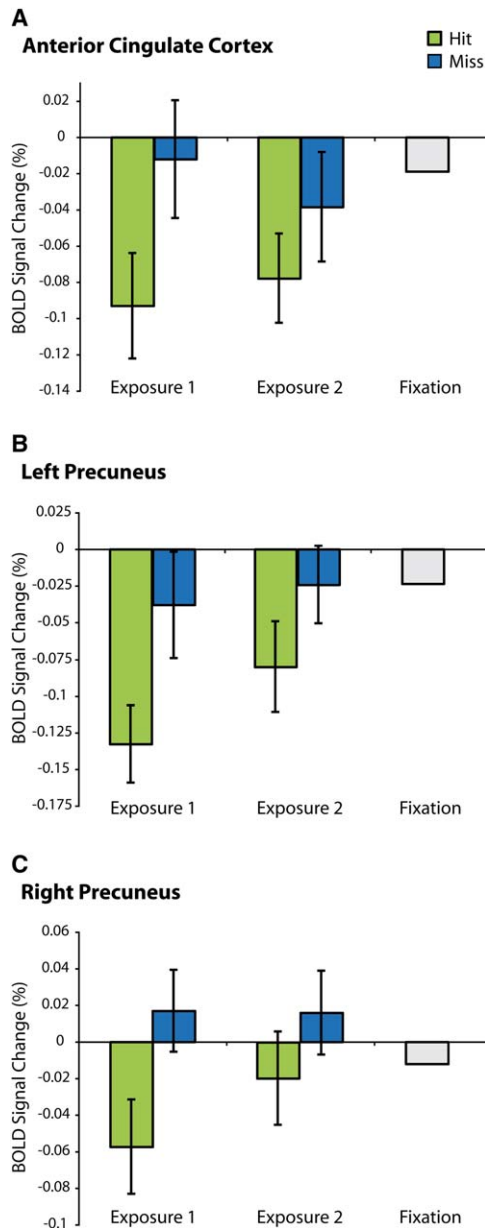 A
Anterior Cingulate Cortex
Hit
Miss
0.02
0
-0.02
-0.04
-0.06
-0.08
-0.1
-0.12
-0.14
BOLD Signal Change (%)
Exposure 1 Exposure 2 Fixation
B
Left Precuneus
0.025
0
-0.025
-0.05
-0.075
-0.1
-0.125
-0.15
-0.175
BOLD Signal Change (%)
Exposure 1 Exposure 2 Fixation
C
Right Precuneus
0.06
0.04
0.02
0
-0.02
-0.04
-0.06
-0.08
-0.1
BOLD Signal Change (%)
Exposure 1 Exposure 2 Fixation